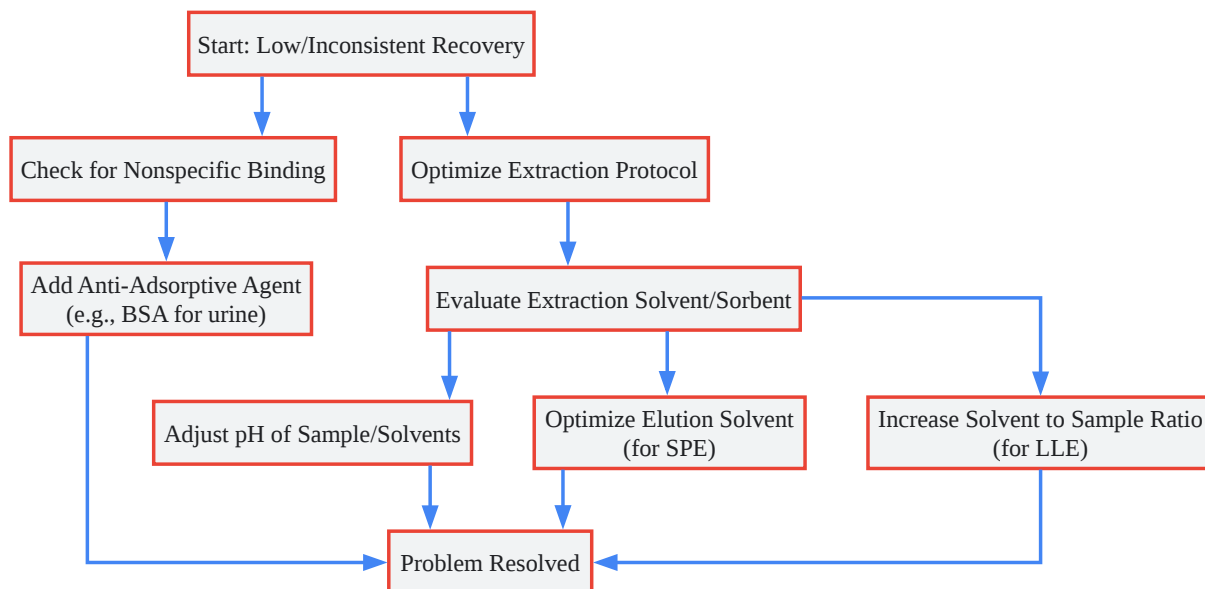 Start: Low/Inconsistent Recovery
Check for Nonspecific Binding
Optimize Extraction Protocol
Add Anti-Adsorptive Agent
(e.g., BSA for urine)
Evaluate Extraction Solvent/Sorbent
Adjust pH of Sample/Solvents
Optimize Elution Solvent
(for SPE)
Increase Solvent to Sample Ratio
(for LLE)
Problem Resolved